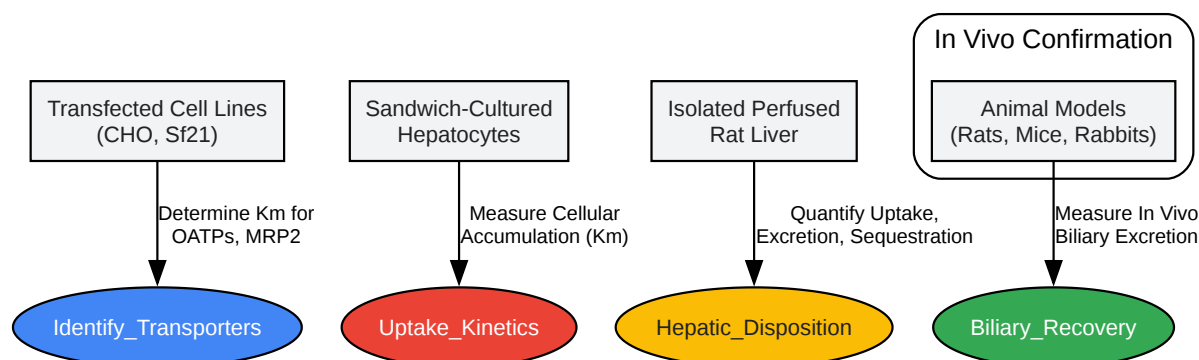 In Vivo Confirmation
Transfected Cell Lines
(CHO, Sf21)
Sandwich-Cultured
Hepatocytes
Isolated Perfused
Rat Liver
Animal Models
(Rats, Mice, Rabbits)
Determine Km for
OATPs, MRP2
Measure Cellular
Accumulation (Km)
Quantify Uptake,
Excretion, Sequestration
Measure In Vivo
Biliary Excretion
Identify_Transporters
Uptake_Kinetics
Hepatic_Disposition
Biliary_Recovery